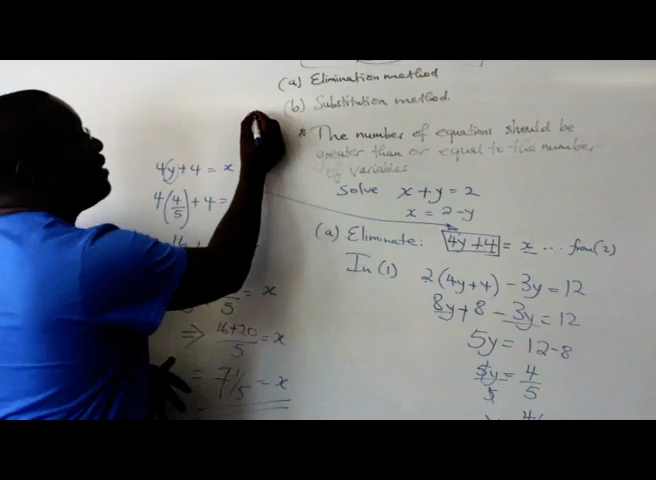 (a) Elimination method
(b) Substitution method.
* The number of equations should be
greater than or equal to the number
of variables
Solve x + y = 2
x = 2 - y
(a) Eliminate: 4y + 4 = x ... from (2)
In (1) 2(4y + 4) - 3y = 12
8y + 8 - 3y = 12
5y = 12 - 8
5y/5 = 4/5
4y + 4 = x
4(4/5) + 4 =
16
5 = x
⇒ 16+20/5 = x
= 7 1/5 = x